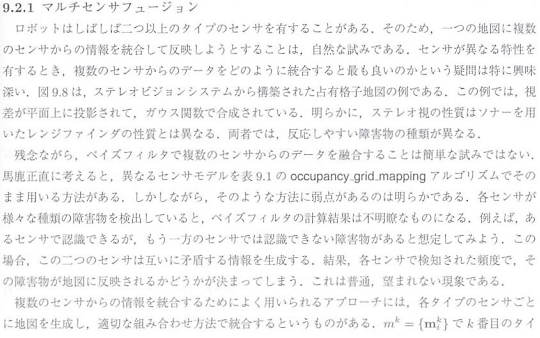 9.2.1 マルチセンサフュージョン
ロボットはしばしば二つ以上のタイプのセンサを有することがある。そのため、一つの地図に複数
のセンサからの情報を統合して反映しようとすることは、自然な試みである。センサが異なる特性を
有するとき、複数のセンサからのデータをどのように統合すると最も良いのかという疑問は特に興味
深い。図 9.8 は、ステレオビジョンシステムから構築された占有格子地図の例である。この例では、視
差が平面上に投影されて、ガウス関数で合成されている。明らかに、ステレオ視の性質はソナーを用
いたレンジファインダの性質とは異なる。両者では、反応しやすい障害物の種類が異なる。
残念ながら、ベイズフィルタで複数のセンサからのデータを融合することは簡単な試みではない。
馬鹿正直に考えると、異なるセンサモデルを表 9.1 の occupancy_grid_mapping アルゴリズムでその
まま用いる方法がある。しかしながら、そのような方法に弱点があるのは明らかである。各センサが
様々な種類の障害物を検出していると、ベイズフィルタの計算結果は不明瞭なものになる。例えば、あ
るセンサで認識できるが、もう一方のセンサでは認識できない障害物があると想定してみよう。この
場合、この二つのセンサは互いに矛盾する情報を生成する。結果、各センサで検知された頻度で、そ
の障害物が地図に反映されるかどうかが決まってしまう。これは普通、望まれない現象である。
複数のセンサからの情報を統合するためによく用いられるアプローチには、各タイプのセンサごと
に地図を生成し、適切な組み合わせ方法で統合するというものがある。m^k = {m_i^k} で k 番目のタイ